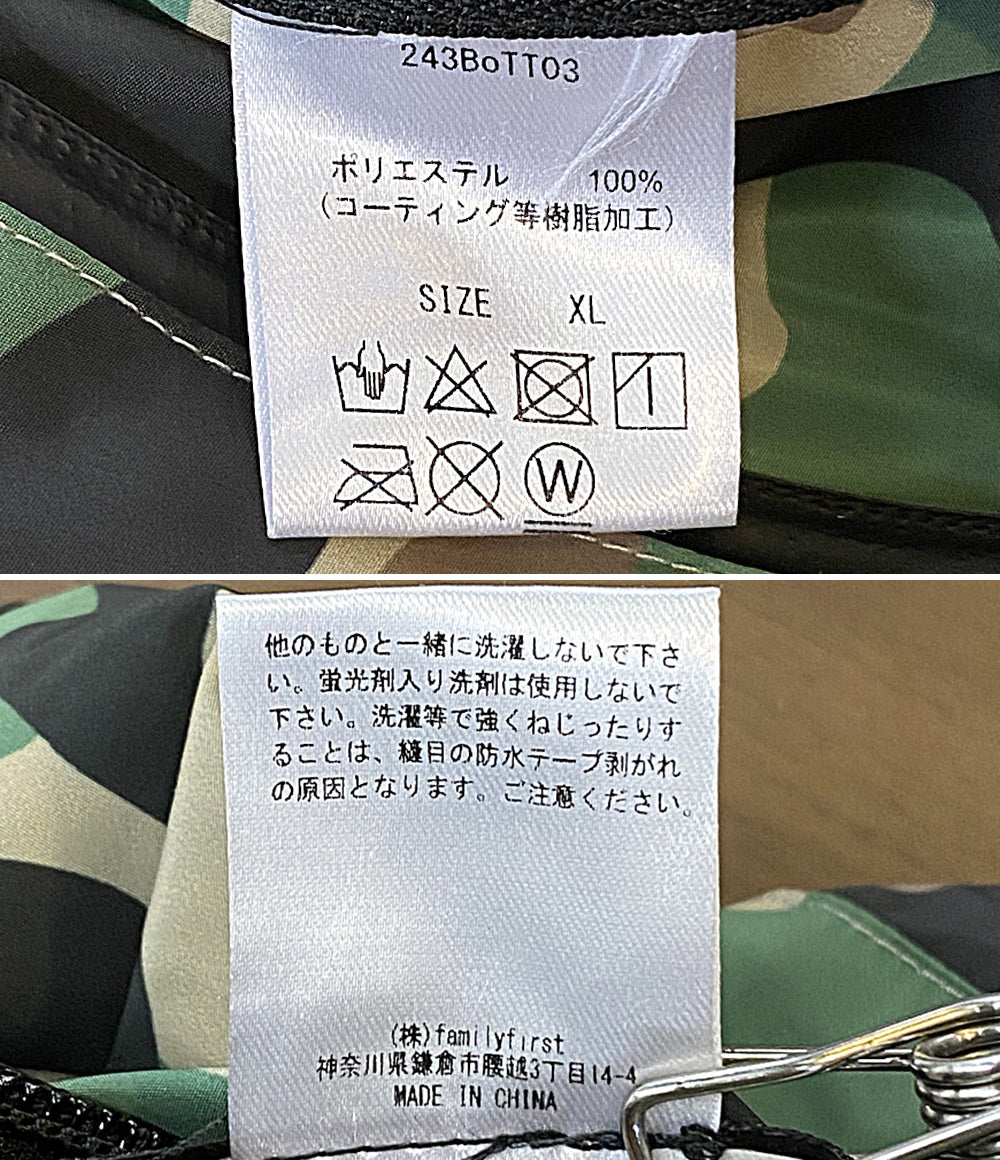 243BoTT03
ポリエステル 100%
(コーティング等樹脂加工)
SIZE XL
W
他のものと一緒に洗濯しないで下さ
い。蛍光剤入り洗剤は使用しないで
下さい。洗濯等で強くねじったりす
ることは、縫目の防水テープ剥がれ
の原因となります。ご注意ください。
(株)familyfirst
神奈川県鎌倉市腰越3丁目14-4
MADE IN CHINA